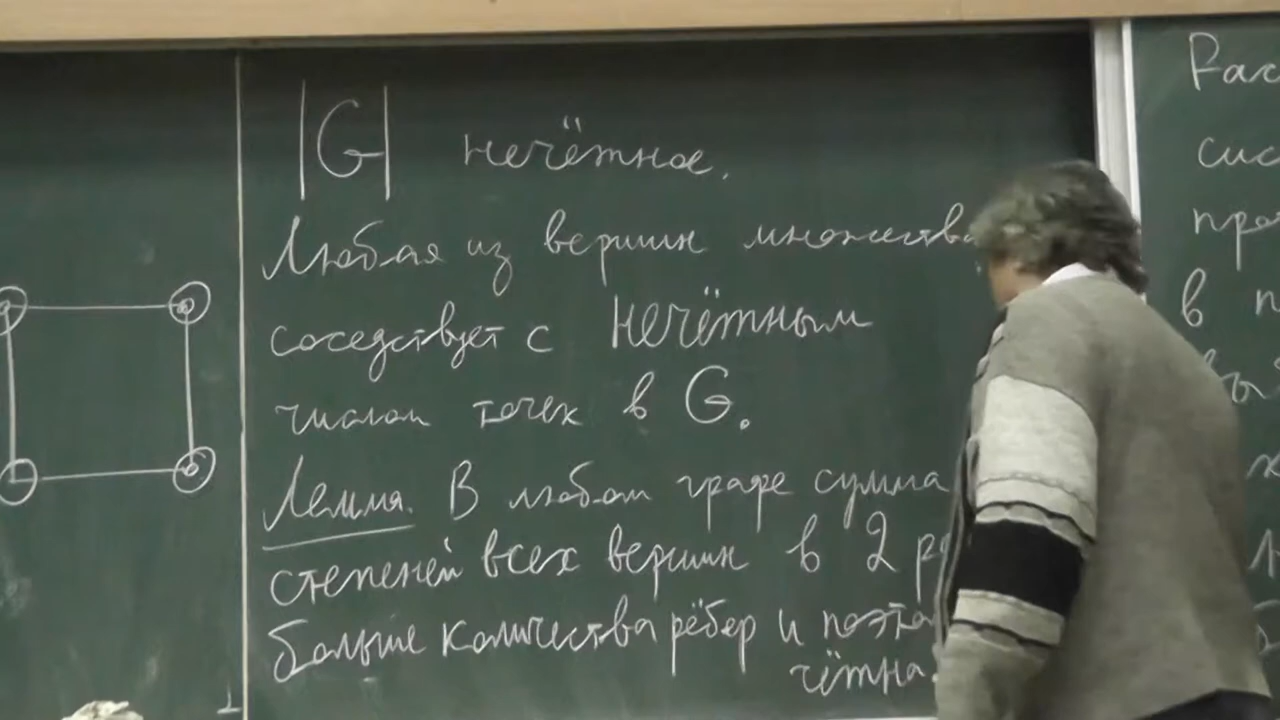 |G| нечётное.
Любая из вершин множества
соседствует с нечётным
числом точек в G.
Лемма. В любом графе сумма
степеней всех вершин в 2
больше количества рёбер и
чётна.
в